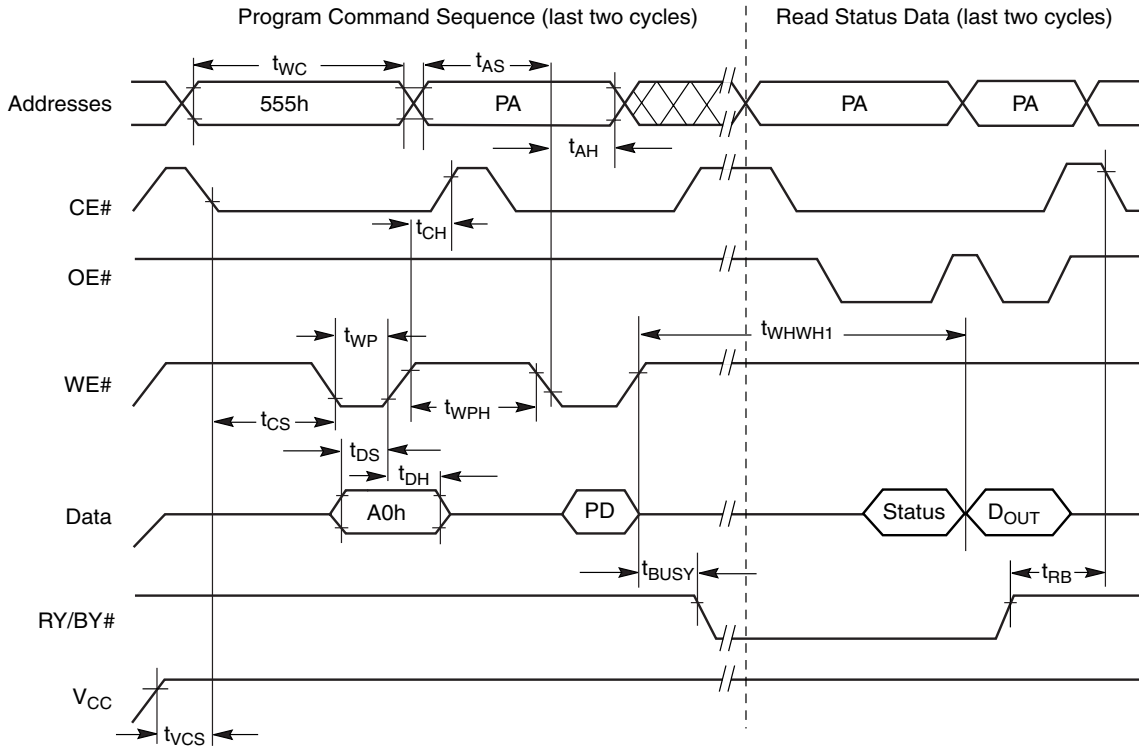 Program Command Sequence (last two cycles) Read Status Data (last two cycles)
tWC tAS
Addresses 555h PA PA PA
tAH
CE#
tCH
OE#
tWP tWHWH1
WE#
tCS tWPH
tDS
tDH
Data A0h PD Status DOUT
tBUSY tRB
RY/BY#
VCC
tVCS